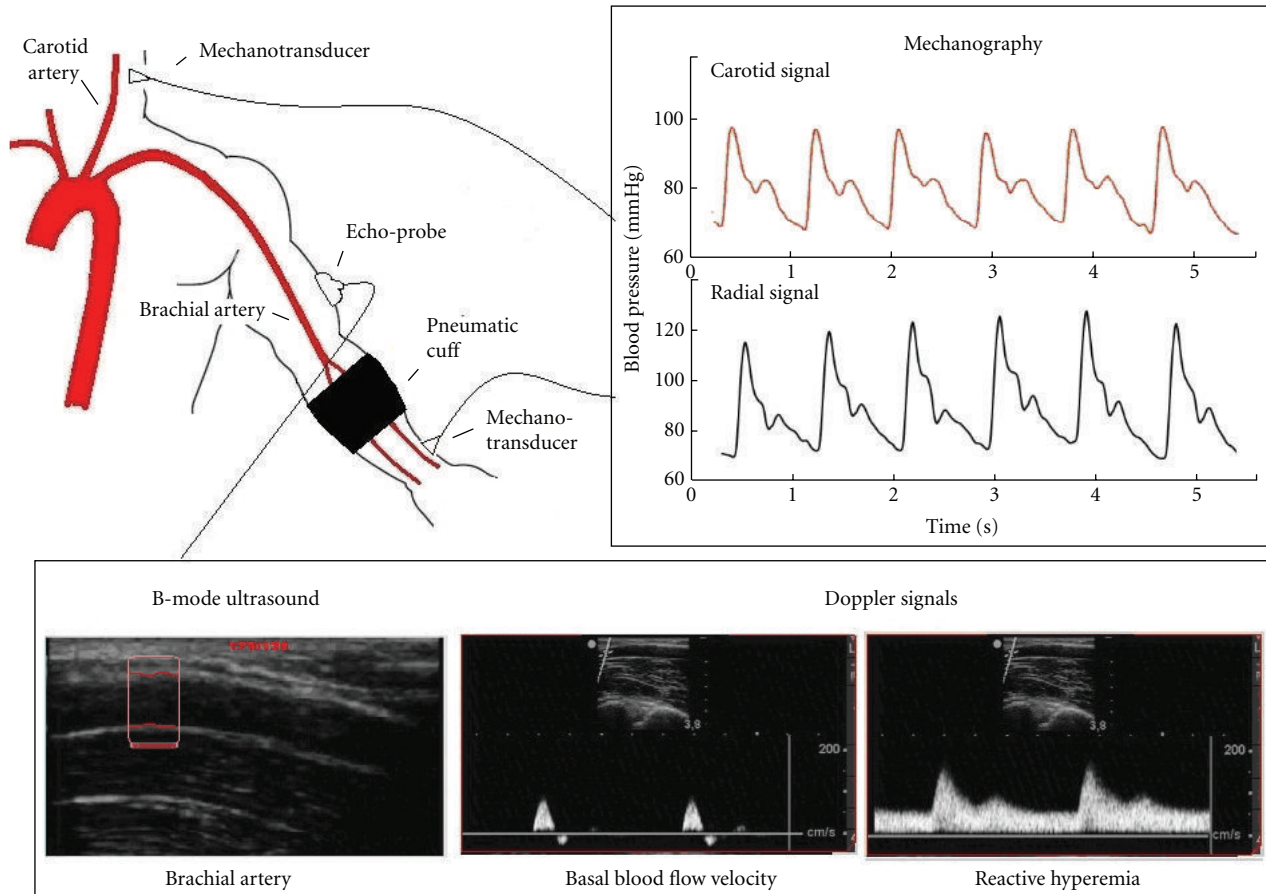 Carotid
artery
Mechanotransducer
Echo-probe
Brachial artery
Pneumatic
cuff
Mechano-
transducer
Mechanography
Carotid signal
Blood pressure (mmHg)
100
80
60
0 1 2 3 4 5
Radial signal
120
100
80
60
0 1 2 3 4 5
Time (s)
B-mode ultrasound
Doppler signals
3,8
200
cm/s
3,8
200
cm/s
Brachial artery
Basal blood flow velocity
Reactive hyperemia